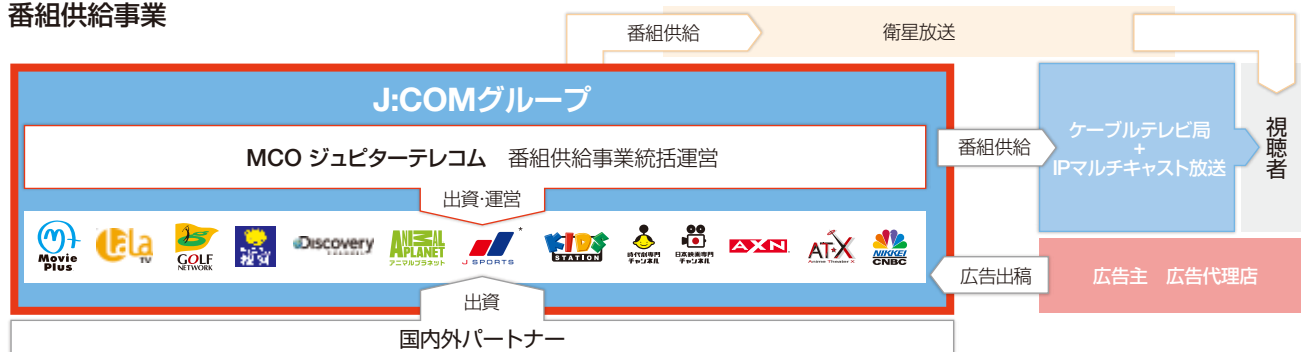 番組供給事業
番組供給
衛星放送
J:COMグループ
MCO ジュピターテレコム 番組供給事業統括運営
番組供給
ケーブルテレビ局
+
IPマルチキャスト放送
視聴者
出資·運営
Movie
Plus
LaLa
TV
GOLF
NETWORK
Discovery
CHANNEL
ANIMAL
PLANET
アニマルプラネット
J SPORTS
*
KIDS
STATION
時代劇専門
チャンネル
日本映画専門
チャンネル
AXN
AT-X
Anime Theater X
NIKKEI
CNBC
広告出稿
広告主 広告代理店
出資
国内外パートナー